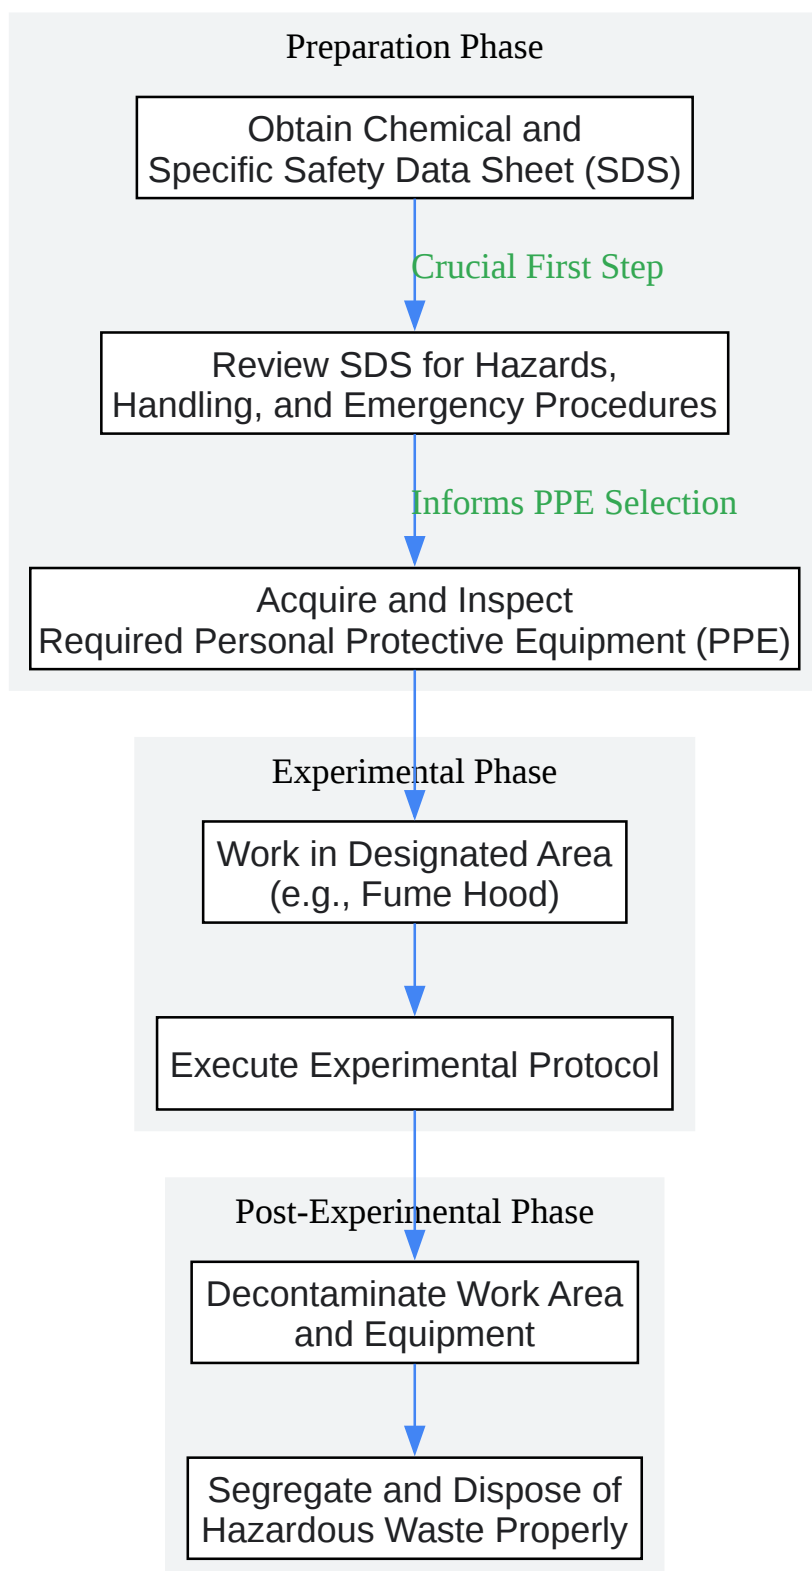 Preparation Phase
Obtain Chemical and
Specific Safety Data Sheet (SDS)
Crucial First Step
Review SDS for Hazards,
Handling, and Emergency Procedures
Informs PPE Selection
Acquire and Inspect
Required Personal Protective Equipment (PPE)
Experimental Phase
Work in Designated Area
(e.g., Fume Hood)
Execute Experimental Protocol
Post-Experimental Phase
Decontaminate Work Area
and Equipment
Segregate and Dispose of
Hazardous Waste Properly